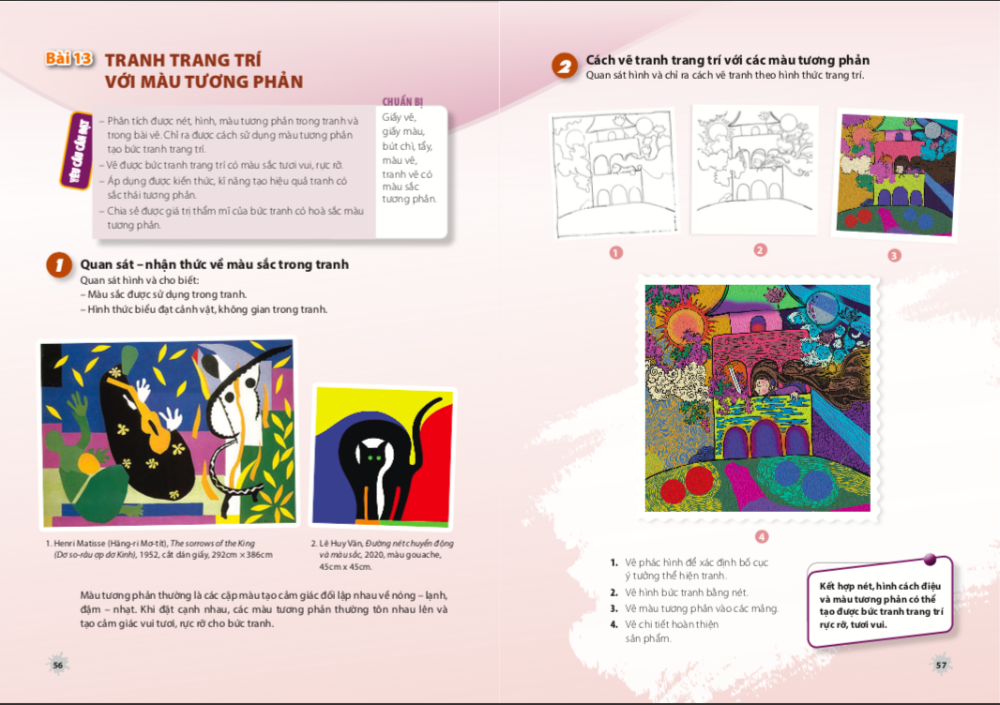 Bài 13
TRANH TRANG TRÍ
VỚI MÀU TƯƠNG PHẢN
YÊU CẦU CẦN ĐẠT
– Phân tích được nét, hình, màu tương phản trong tranh và
trong bài vẽ. Chỉ ra được cách sử dụng màu tương phản
tạo bức tranh trang trí.
– Vẽ được bức tranh trang trí có màu sắc tươi vui, rực rỡ.
– Áp dụng được kiến thức, kĩ năng tạo hiệu quả tranh có
sắc thái tương phản.
– Chia sẻ được giá trị thẩm mĩ của bức tranh có hoà sắc màu
tương phản.
CHUẨN BỊ
Giấy vẽ,
giấy màu,
bút chì, tẩy,
màu vẽ,
tranh vẽ có
màu sắc
tương phản.
1 Quan sát – nhận thức về màu sắc trong tranh
Quan sát hình và cho biết:
– Màu sắc được sử dụng trong tranh.
– Hình thức biểu đạt cảnh vật, không gian trong tranh.
1. Henri Matisse (Hăng-ri Mơ-tít), The sorrows of the King
(Dơ so-râu ợp dơ Kinh), 1952, cắt dán giấy, 292cm × 386cm
2. Lê Huy Văn, Đường nét chuyển động
và màu sắc, 2020, màu gouache,
45cm x 45cm.
Màu tương phản thường là các cặp màu tạo cảm giác đối lập nhau về nóng – lạnh,
đậm – nhạt. Khi đặt cạnh nhau, các màu tương phản thường tôn nhau lên và
tạo cảm giác vui tươi, rực rỡ cho bức tranh.
56
2 Cách vẽ tranh trang trí với các màu tương phản
Quan sát hình và chỉ ra cách vẽ tranh theo hình thức trang trí.
1
2
3
4
1. Vẽ phác hình để xác định bố cục
ý tưởng thể hiện tranh.
2. Vẽ hình bức tranh bằng nét.
3. Vẽ màu tương phản vào các mảng.
4. Vẽ chi tiết hoàn thiện
sản phẩm.
Kết hợp nét, hình cách điệu
và màu tương phản có thể
tạo được bức tranh trang trí
rực rỡ, tươi vui.
57